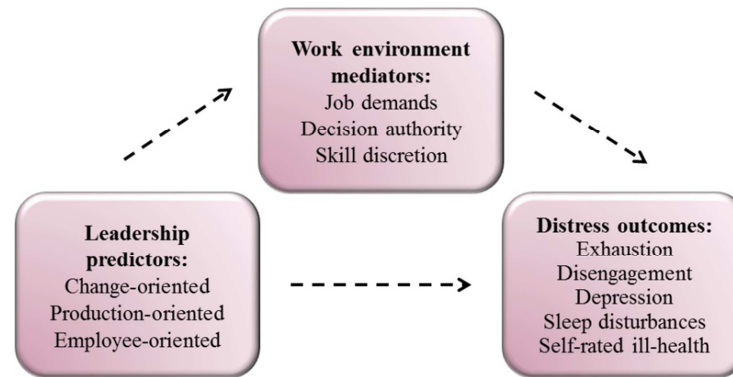 Work environment
mediators:
Job demands
Decision authority
Skill discretion
Leadership
predictors:
Change-oriented
Production-oriented
Employee-oriented
Distress outcomes:
Exhaustion
Disengagement
Depression
Sleep disturbances
Self-rated ill-health